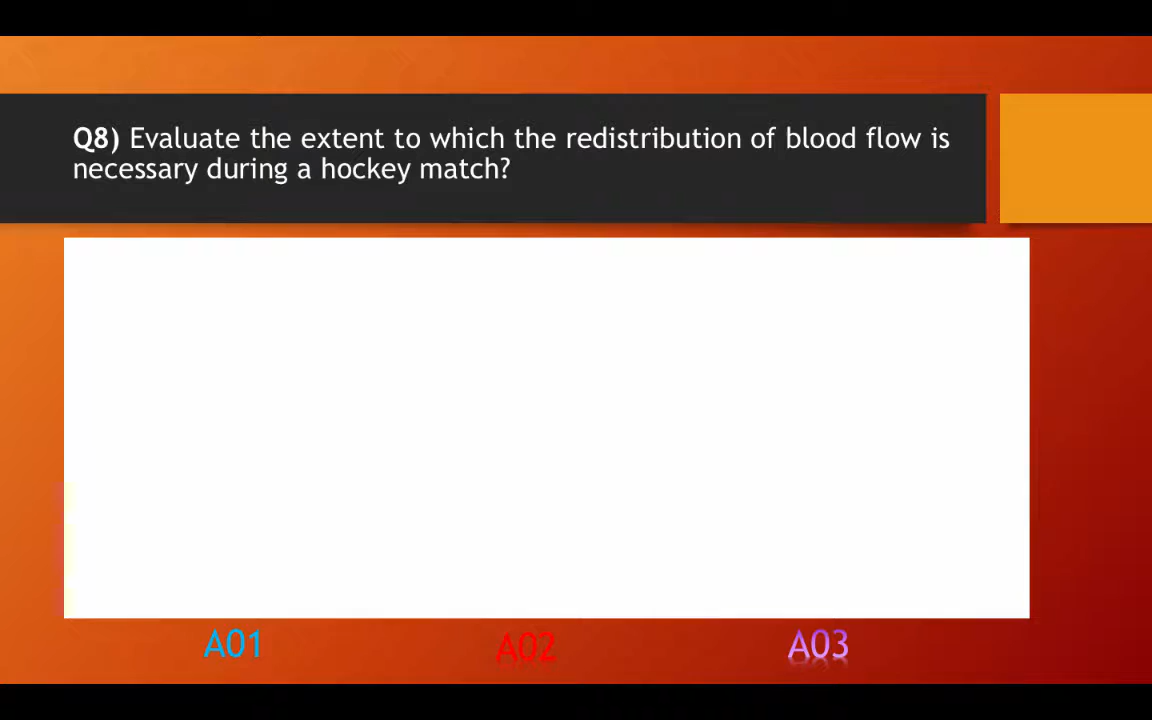 Q8) Evaluate the extent to which the redistribution of blood flow is
necessary during a hockey match?
A01
A02
A03